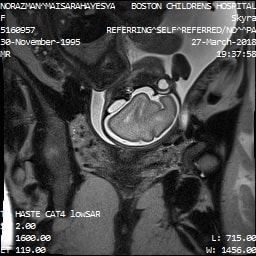 NORAZMAN^MAISARAHAYESYA BOSTON CHILDRENS HOSPITAL
F Skyra
5160957 REFERRING^SELF^REFERRED/NO^^PA
30-November-1995 27-March-2018
MR 19:37:58
HASTE CAT4 lowSAR
2.00
1600.00 L: 715.00
ET 119.00 W: 1456.00